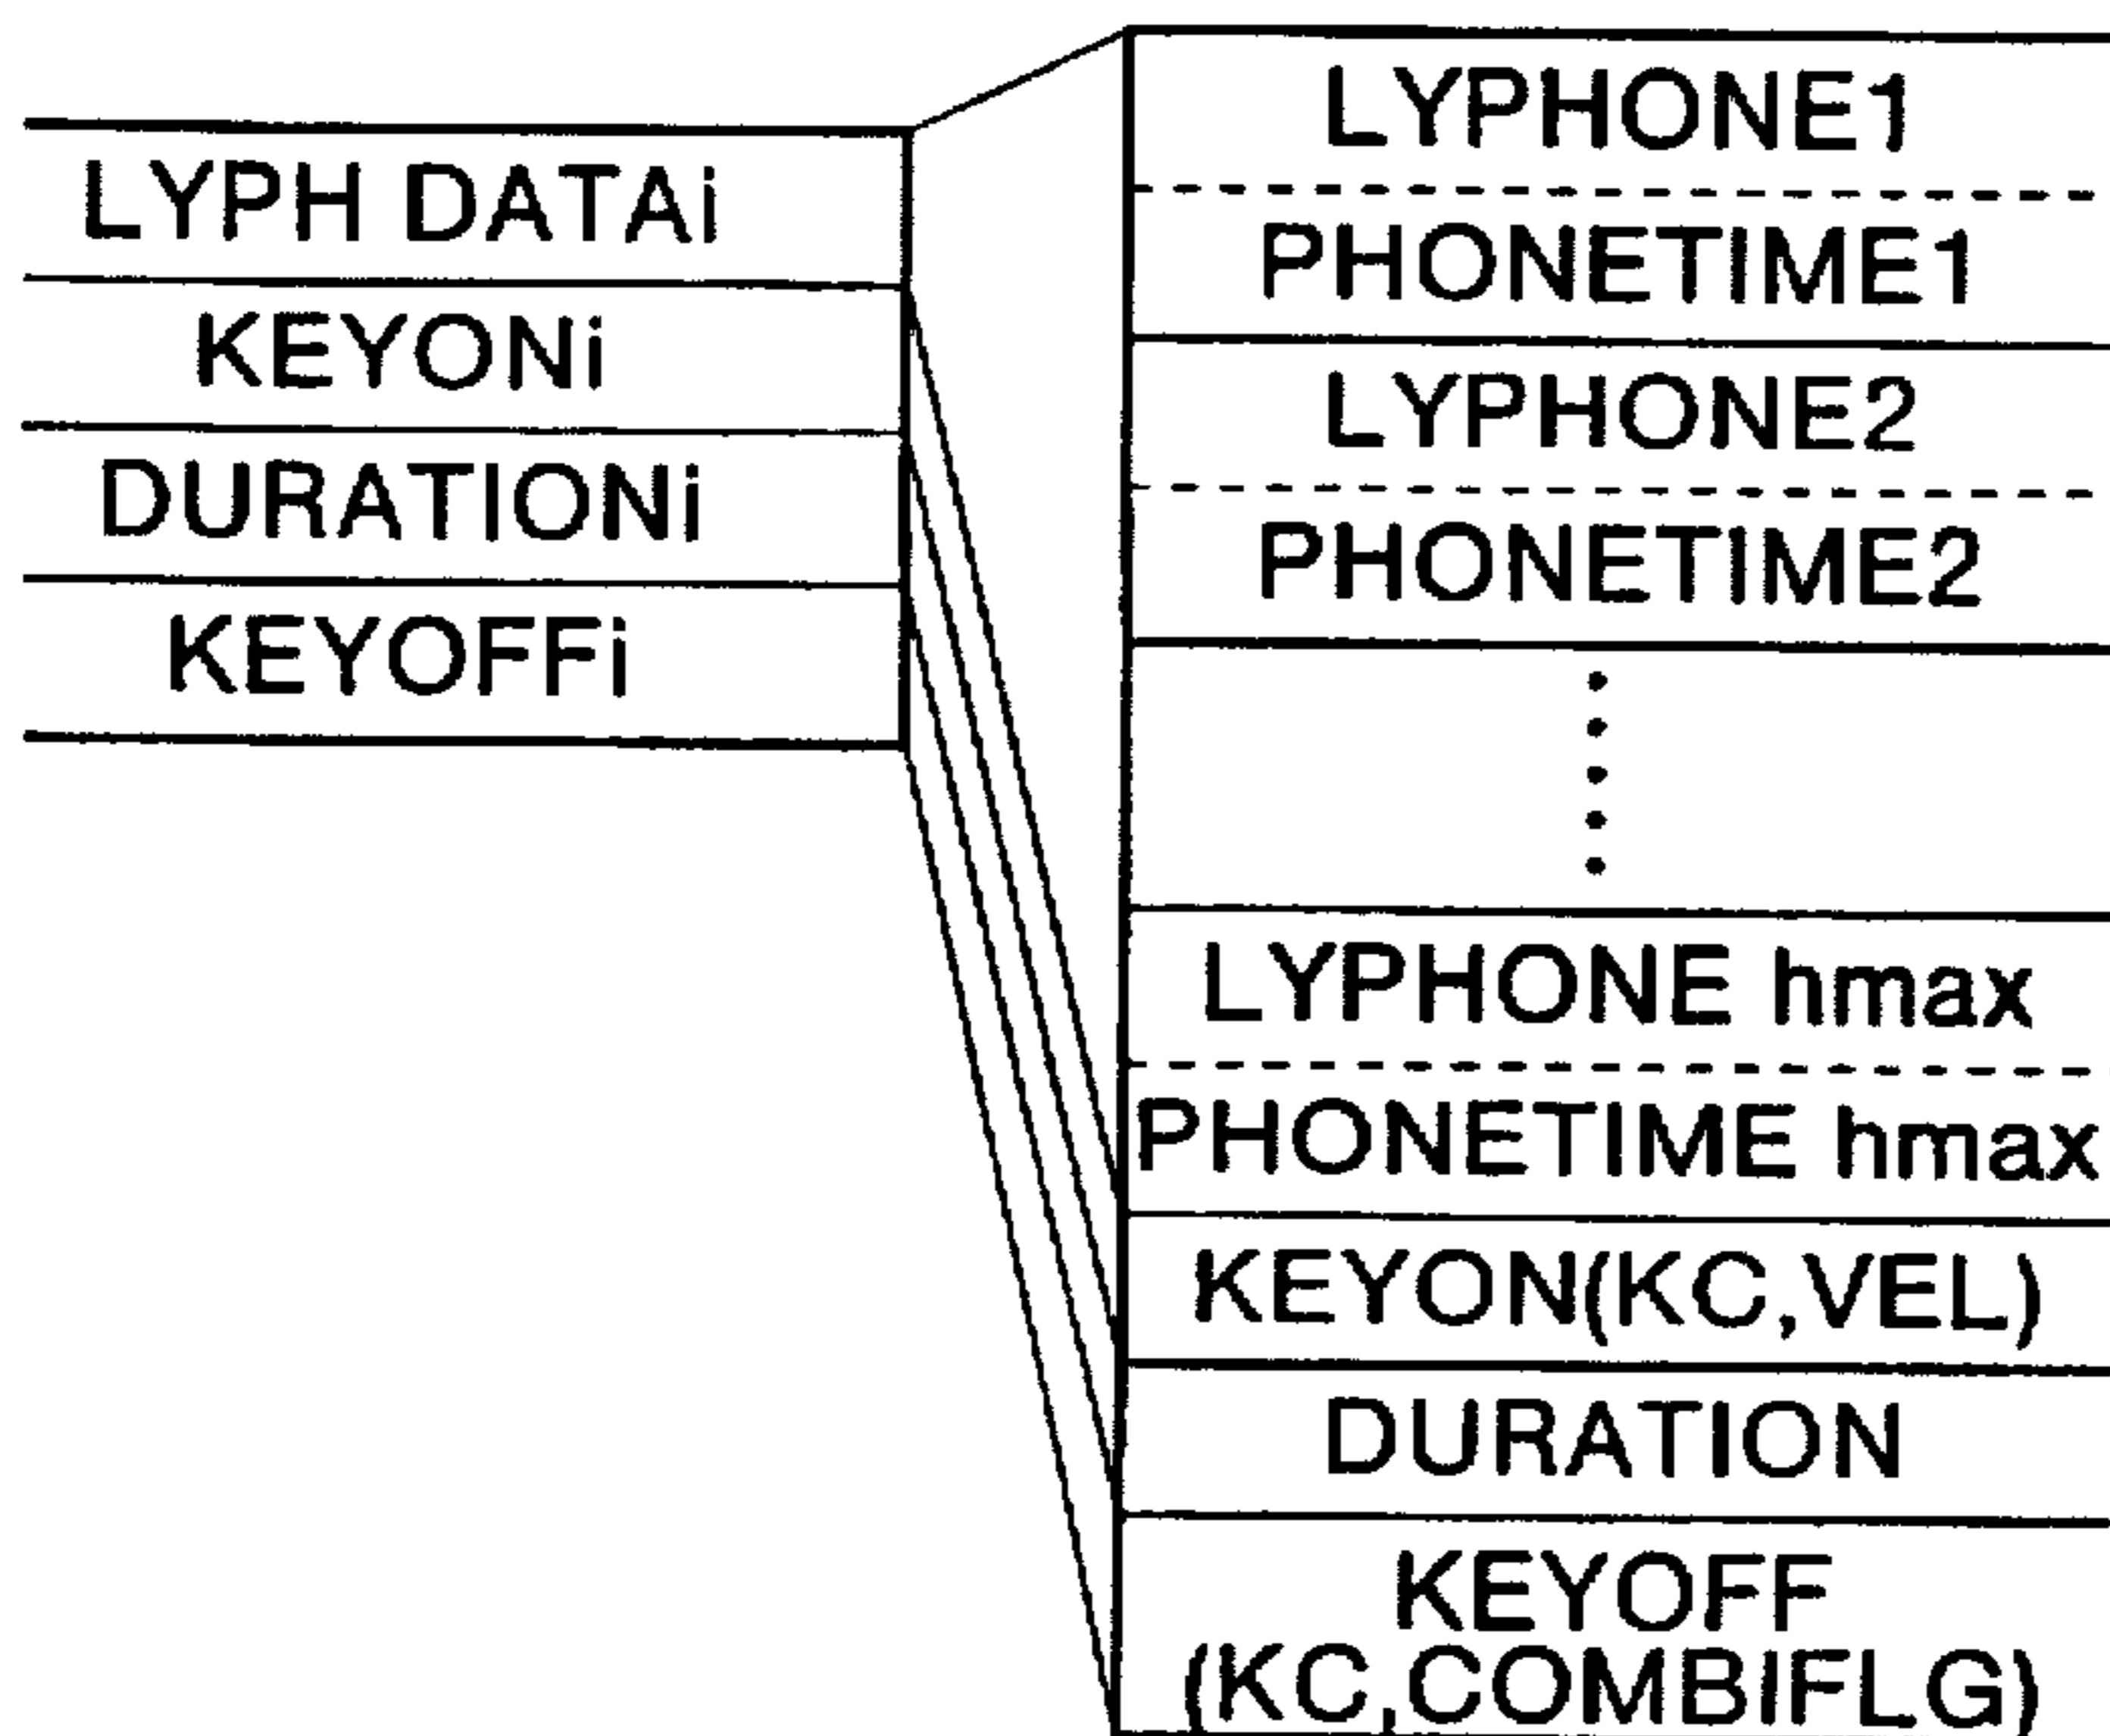 LYPH DATAi
KEYONi
DURATIONi
KEYOFFi
LYPHONE1
PHONETIME1
LYPHONE2
PHONETIME2
LYPHONE hmax
PHONETIME hmax
KEYON(KC,VEL)
DURATION
KEYOFF
(KC,COMBIFLG)